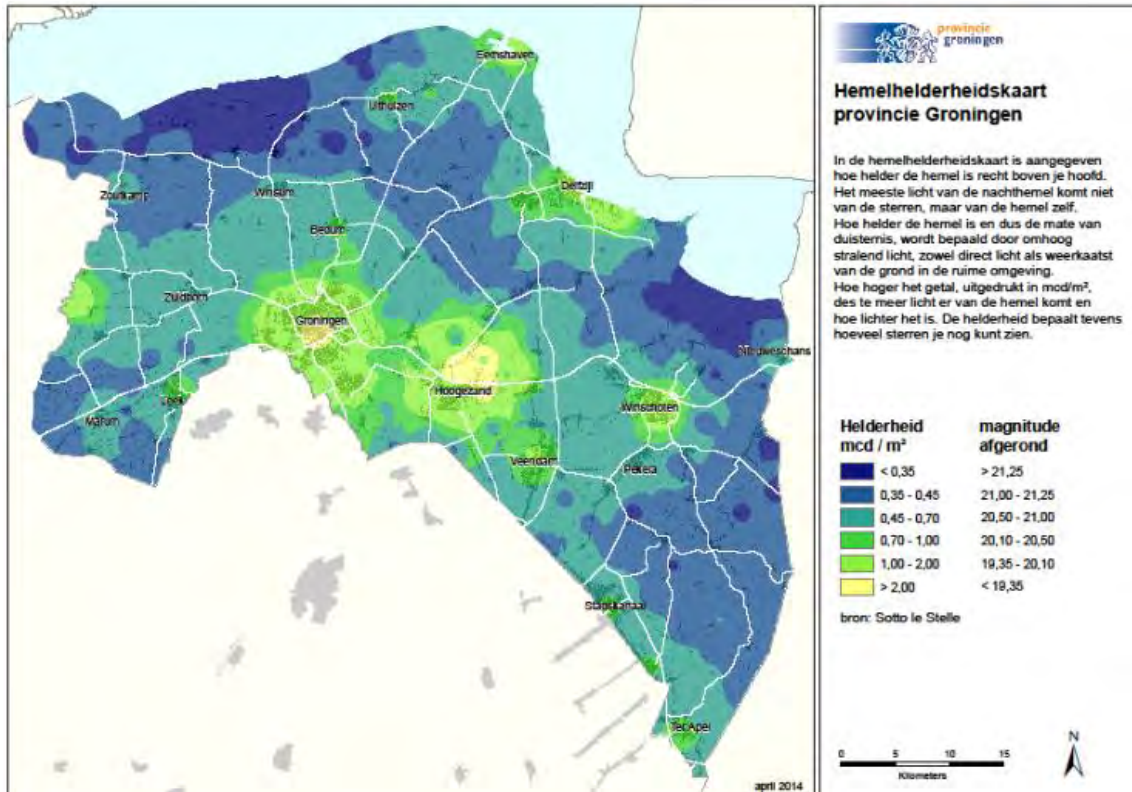 Eemshaven
Uithuizen
Delfzijl
Zoutkamp
Winsum
Bedum
Zuidhorn
Groningen
Nieuweschans
Hoogezand
Leek
Winschoten
Marum
Veendam
Pekela
Stadskanaal
Ter Apel
april 2014
provincie
groningen
Hemelhelderheidskaart
provincie Groningen
In de hemelhelderheidskaart is aangegeven
hoe helder de hemel is recht boven je hoofd.
Het meeste licht van de nachthemel komt niet
van de sterren, maar van de hemel zelf.
Hoe helder de hemel is en dus de mate van
duisternis, wordt bepaald door omhoog
stralend licht, zowel direct licht als weerkaatst
van de grond in de ruime omgeving.
Hoe hoger het getal, uitgedrukt in mcd/m²,
des te meer licht er van de hemel komt en
hoe lichter het is. De helderheid bepaalt tevens
hoeveel sterren je nog kunt zien.
Helderheid magnitude
mcd / m² afgerond
< 0,35 > 21,25
0,35 - 0,45 21,00 - 21,25
0,45 - 0,70 20,50 - 21,00
0,70 - 1,00 20,10 - 20,50
1,00 - 2,00 19,35 - 20,10
> 2,00 < 19,35
bron: Sotto le Stelle
N
0 5 10 15
Kilometers